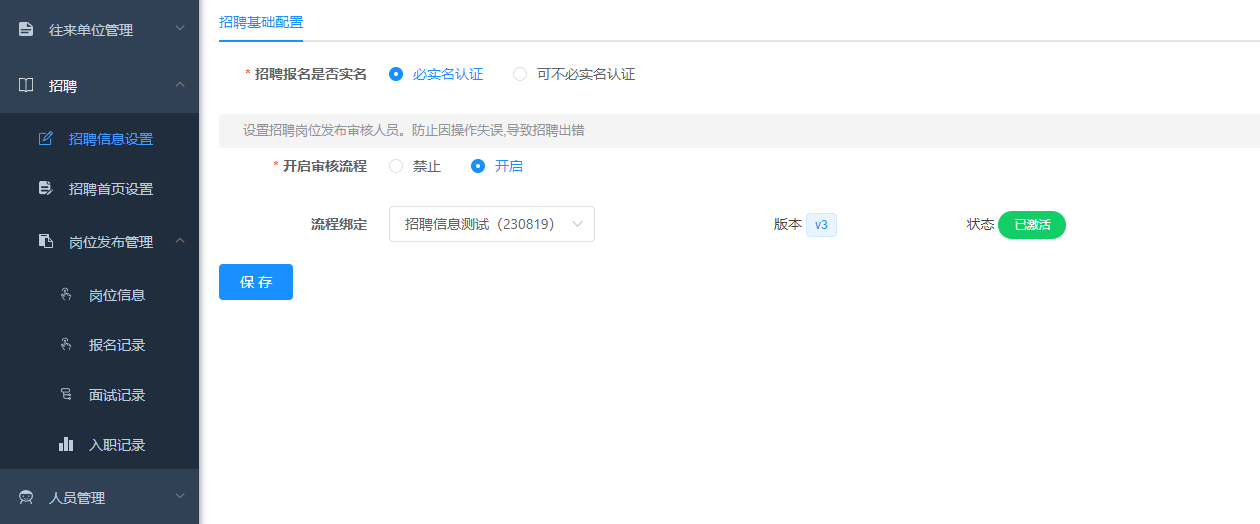 往来单位管理
招聘
招聘信息设置
招聘首页设置
岗位发布管理
岗位信息
报名记录
面试记录
入职记录
人员管理
招聘基础配置
* 招聘报名是否实名 必实名认证 可不必实名认证
设置招聘岗位发布审核人员。防止因操作失误,导致招聘出错
* 开启审核流程 禁止 开启
流程绑定 招聘信息测试（230819） 版本 v3 状态 已激活
保 存